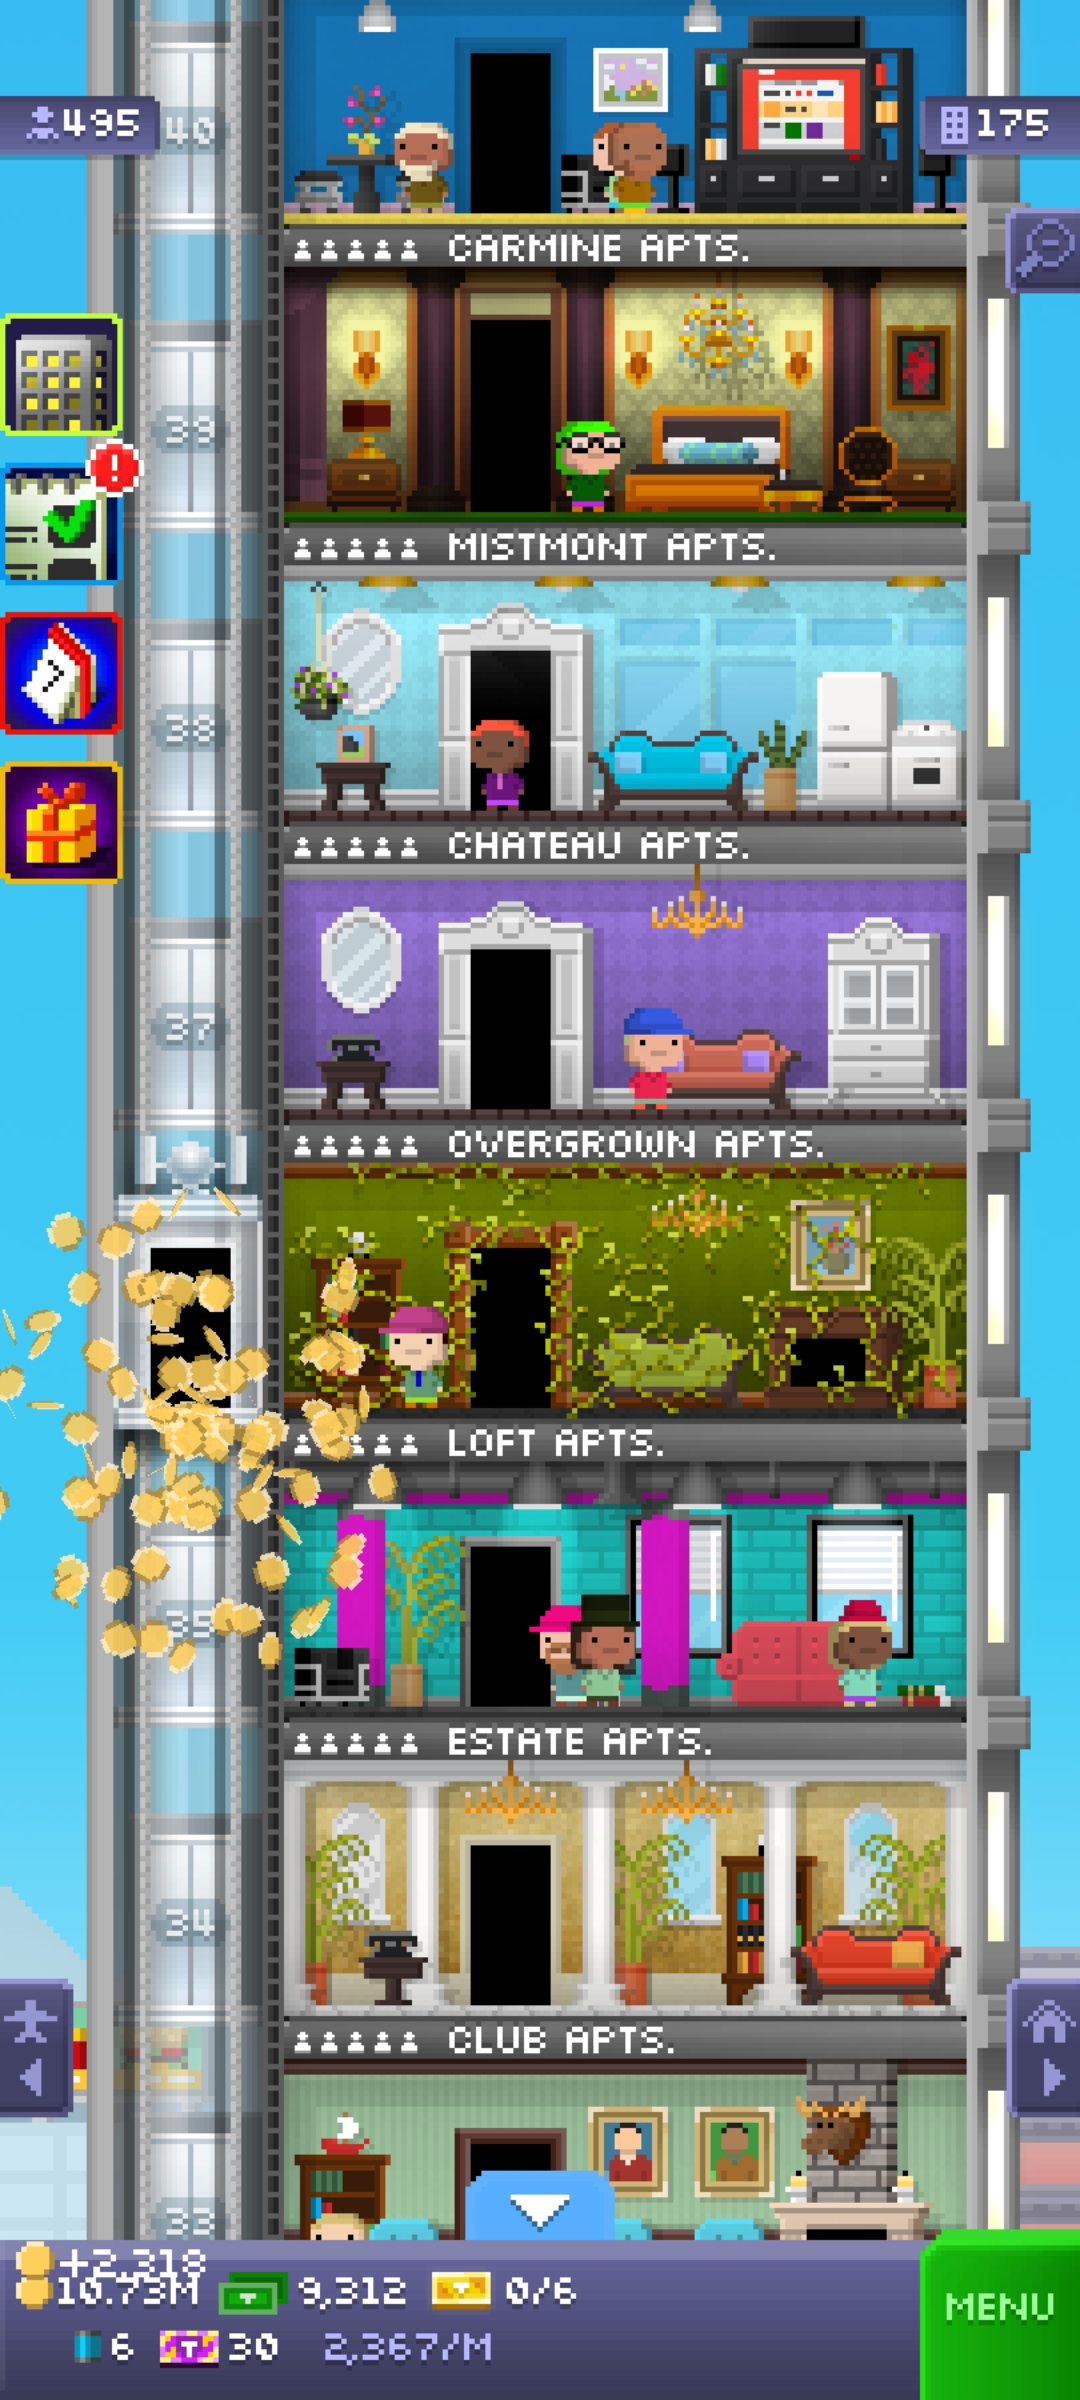 495
40
175
CARMINE APTS.
39
MISTMONT APTS.
38
CHATEAU APTS.
37
OVERGROWN APTS.
LOFT APTS.
35
ESTATE APTS.
34
CLUB APTS.
33
+2,318
10.73M 9,312 0/6
MENU
6 T 30 2,367/M